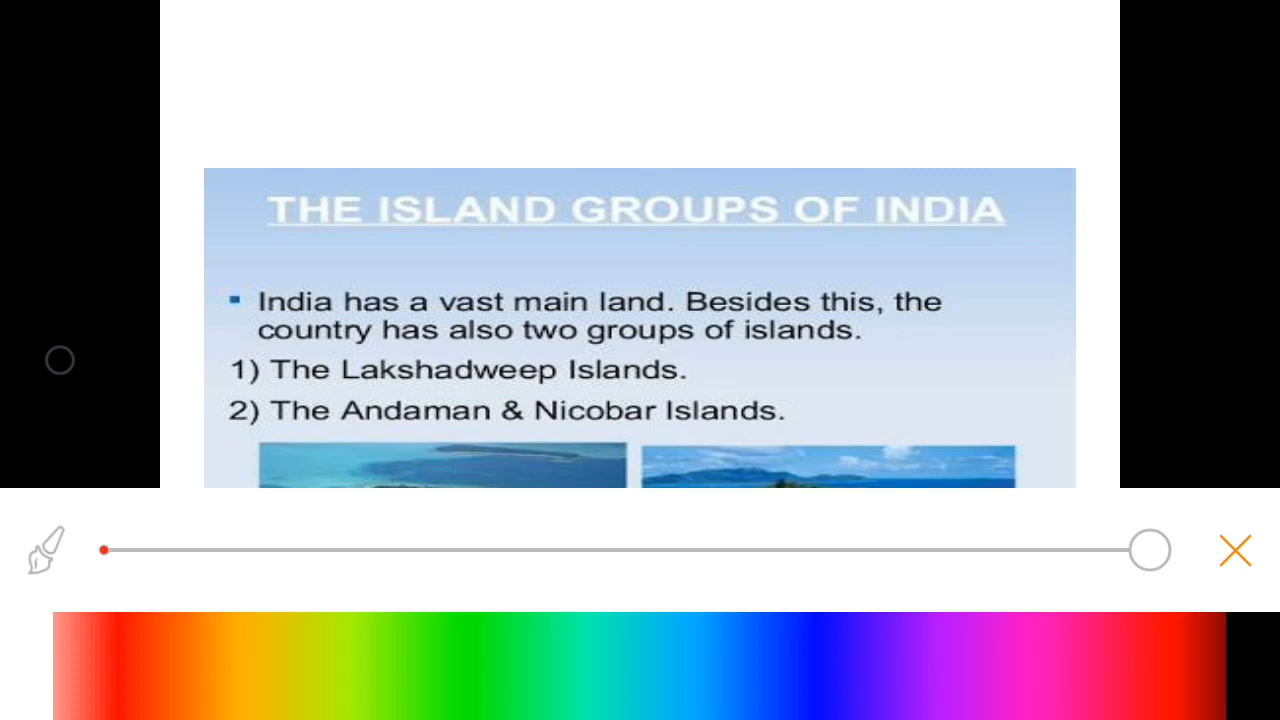 THE ISLAND GROUPS OF INDIA
India has a vast main land. Besides this, the
country has also two groups of islands.
1) The Lakshadweep Islands.
2) The Andaman & Nicobar Islands.